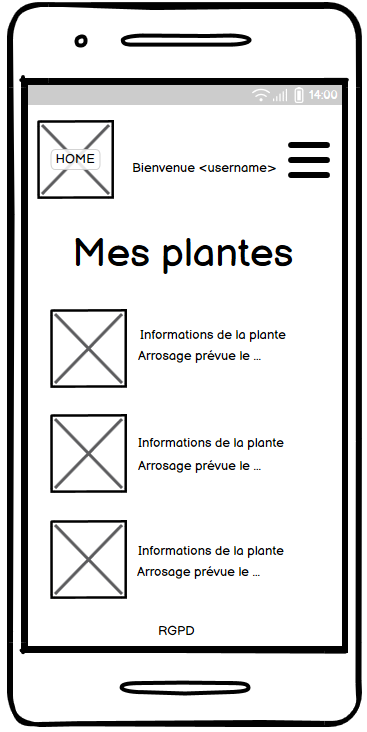 14:00
HOME
Bienvenue <username>
Mes plantes
Informations de la plante
Arrosage prévue le ...
Informations de la plante
Arrosage prévue le ...
Informations de la plante
Arrosage prévue le ...
RGPD